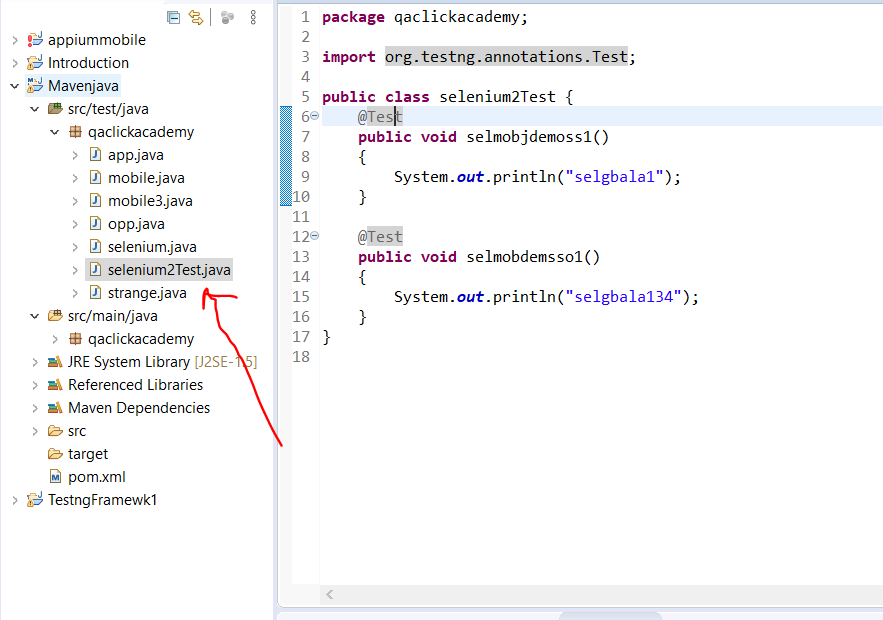 appiummobile
Introduction
Mavenjava
src/test/java
qaclickacademy
app.java
mobile.java
mobile3.java
opp.java
selenium.java
selenium2Test.java
strange.java
src/main/java
qaclickacademy
JRE System Library [J2SE-1.5]
Referenced Libraries
Maven Dependencies
src
target
pom.xml
TestngFramewk1
1 package qaclickacademy;
2
3 import org.testng.annotations.Test;
4
5 public class selenium2Test {
6 @Test
7 public void selmobjdemoss1()
8 {
9 System.out.println("selgbala1");
10 }
11
12 @Test
13 public void selmobdemsso1()
14 {
15 System.out.println("selgbala134");
16 }
17 }
18